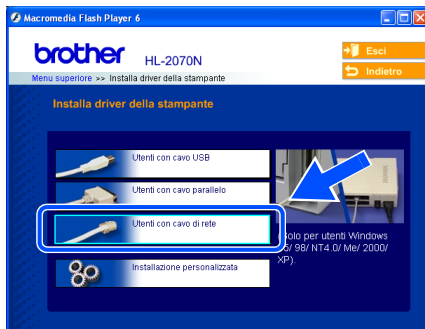 Macromedia Flash Player 6
brother
HL-2070N
Esci
Indietro
Menu superiore >> Installa driver della stampante
Installa driver della stampante
Utenti con cavo USB
Utenti con cavo parallelo
Utenti con cavo di rete
Installazione personalizzata
Solo per utenti Windows
98/ NT4.0/ Me/ 2000/
XP).